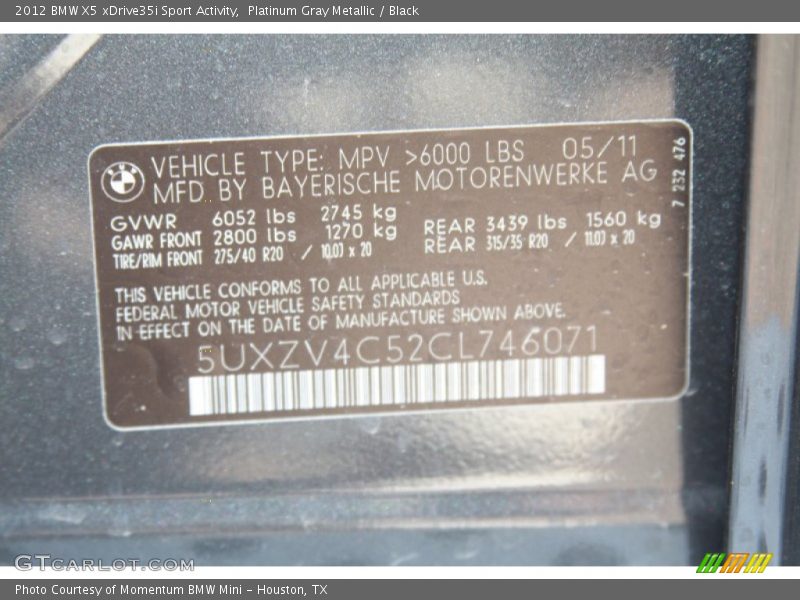 2012 BMW X5 xDrive35i Sport Activity,  Platinum Gray Metallic / Black
VEHICLE TYPE: MPV >6000 LBS 05/11
MFD BY BAYERISCHE MOTORENWERKE AG
7 232 476
GVWR 6052 lbs 2745 kg
GAWR FRONT 2800 lbs 1270 kg REAR 3439 lbs 1560 kg
TIRE/RIM FRONT 275/40 R20 / 10.0J x 20 REAR 315/35 R20 / 11.0J x 20
THIS VEHICLE CONFORMS TO ALL APPLICABLE U.S.
FEDERAL MOTOR VEHICLE SAFETY STANDARDS
IN EFFECT ON THE DATE OF MANUFACTURE SHOWN ABOVE.
5UXZV4C52CL746071
GTCARLOT.COM
Photo Courtesy of Momentum BMW Mini - Houston, TX